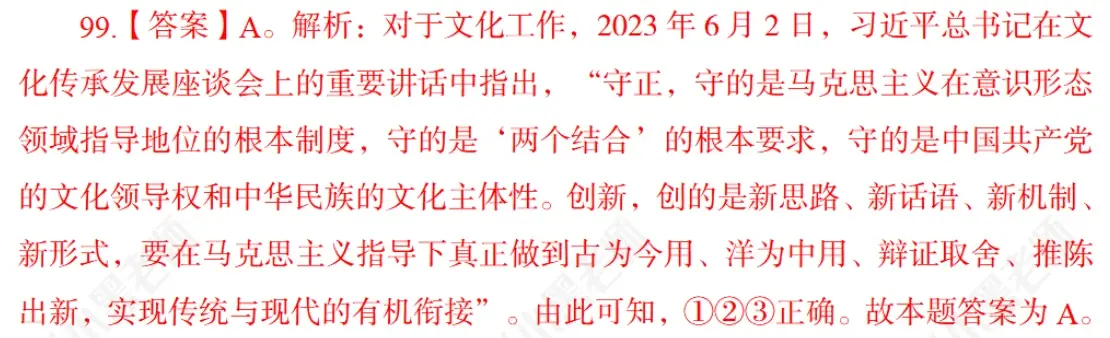 99.【答案】A。解析：对于文化工作，2023 年 6 月 2 日，习近平总书记在文
化传承发展座谈会上的重要讲话中指出，“守正，守的是马克思主义在意识形态
领域指导地位的根本制度，守的是‘两个结合’的根本要求，守的是中国共产党
的文化领导权和中华民族的文化主体性。创新，创的是新思路、新话语、新机制、
新形式，要在马克思主义指导下真正做到古为今用、洋为中用、辩证取舍、推陈
出新，实现传统与现代的有机衔接”。由此可知，①②③正确。故本题答案为 A。